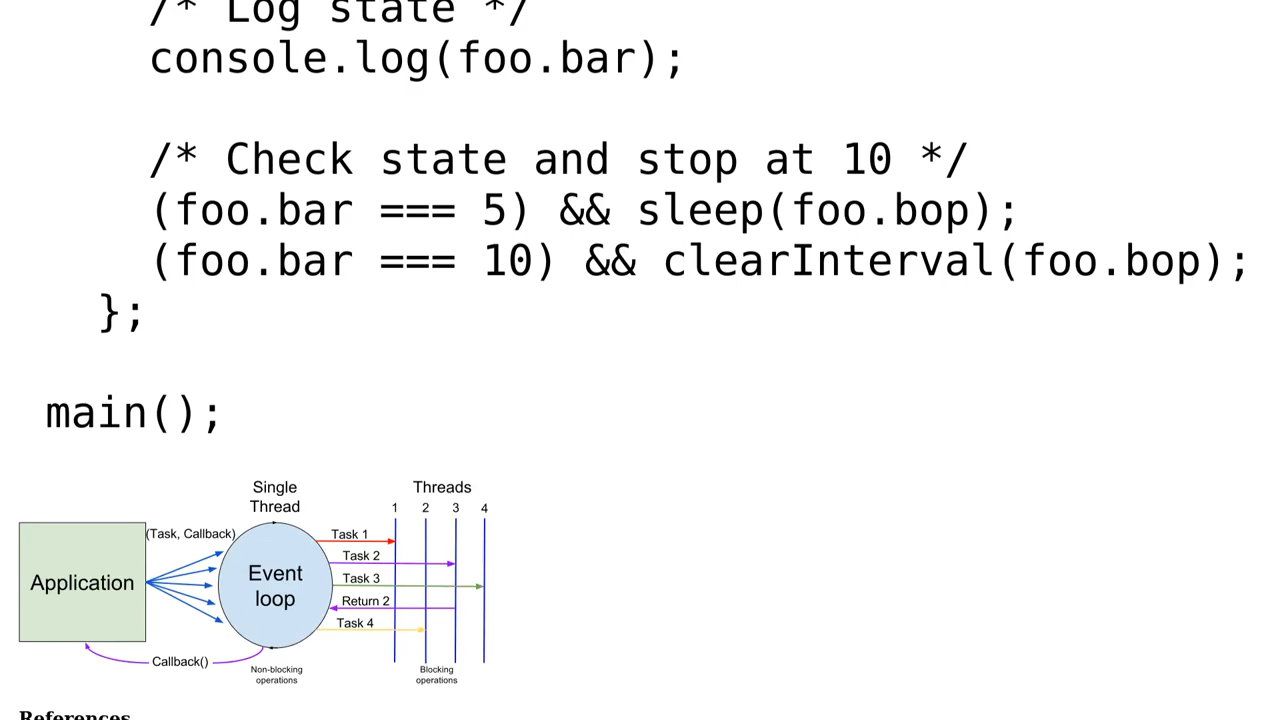 /* Log state */
console.log(foo.bar);
/* Check state and stop at 10 */
(foo.bar === 5) && sleep(foo.bop);
(foo.bar === 10) && clearInterval(foo.bop);
};
main();
Single
Thread
Threads
1 2 3 4
(Task, Callback)
Application
Event
loop
Task 1
Task 2
Task 3
Return 2
Task 4
Callback()
Non-blocking
operations
Blocking
operations
References